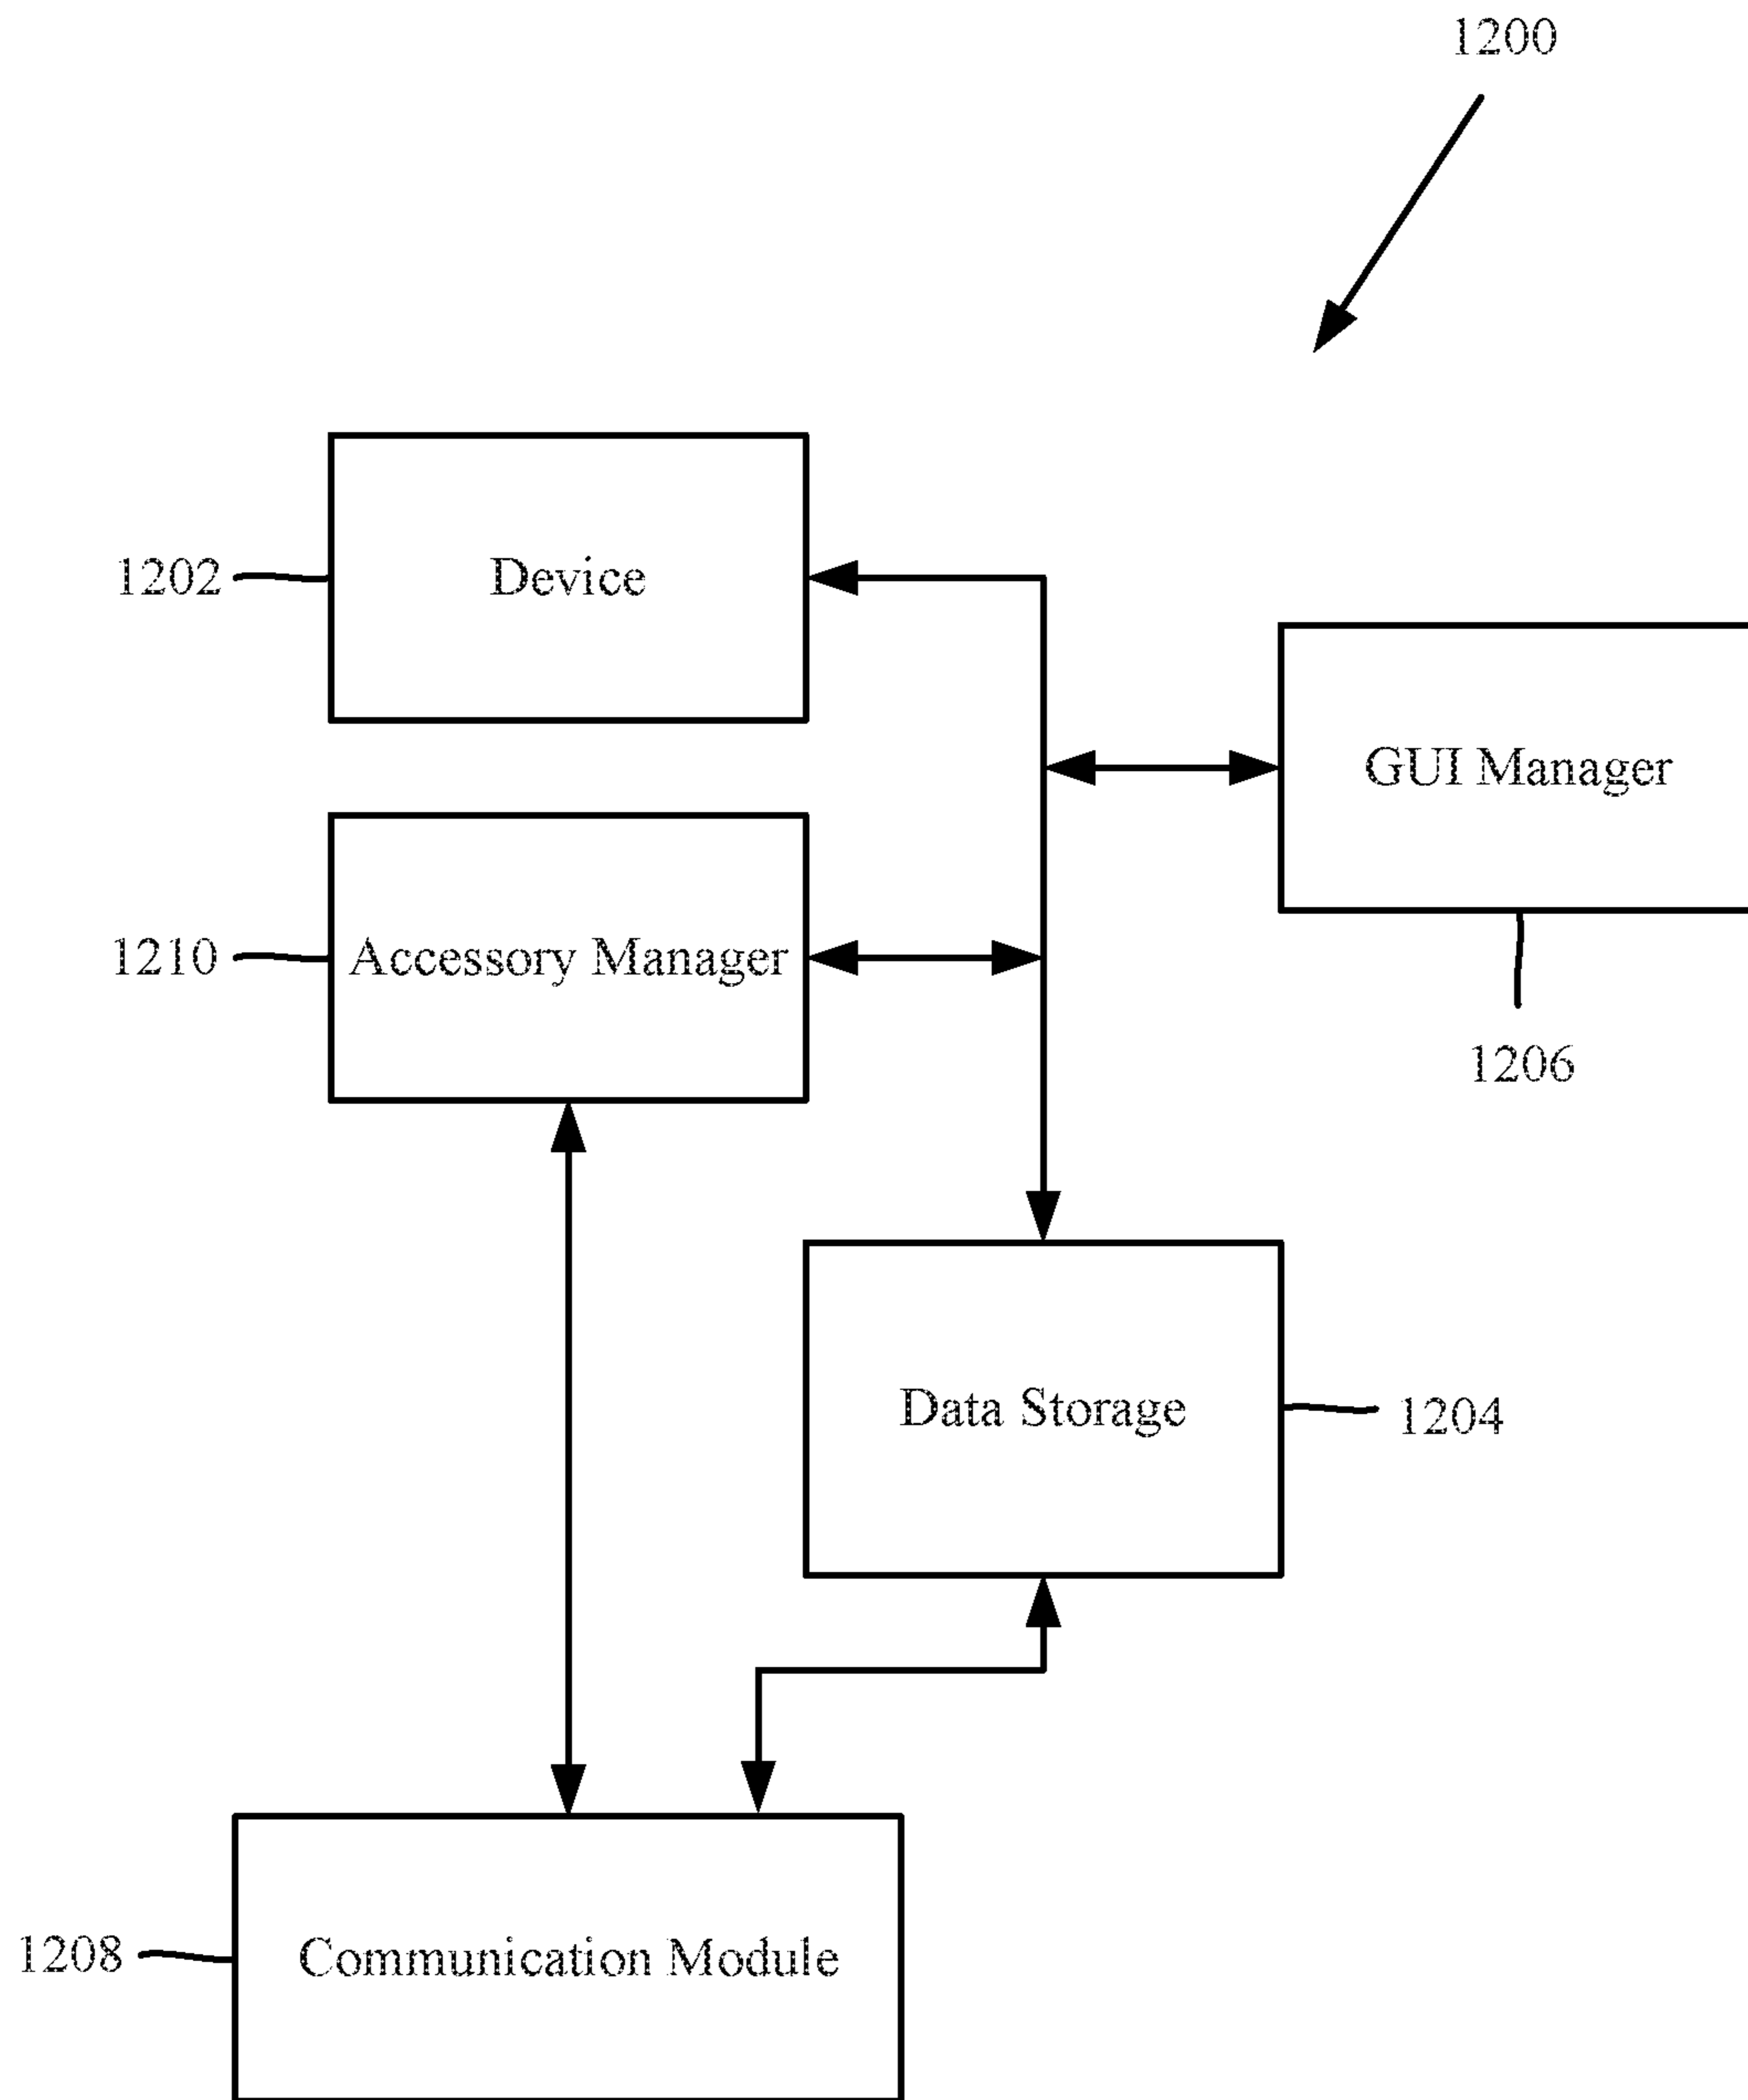 1200
Device
1202
GUI Manager
Accessory Manager
1210
1206
Data Storage
1204
Communication Module
1208